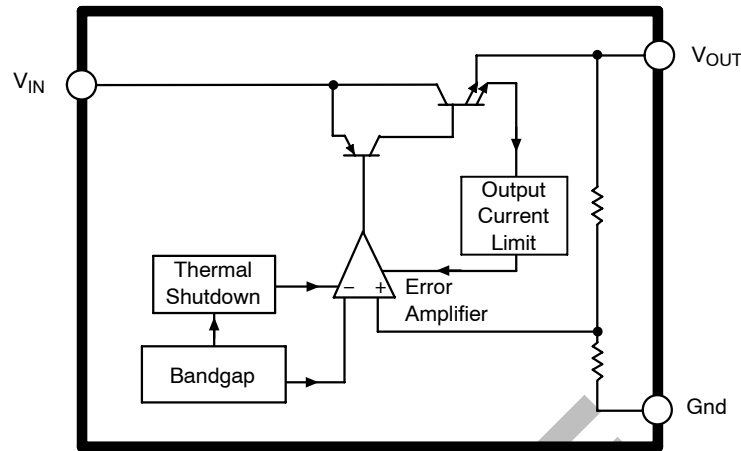 V_IN
V_OUT
Output
Current
Limit
Thermal
Shutdown
− +
Error
Amplifier
Bandgap
Gnd